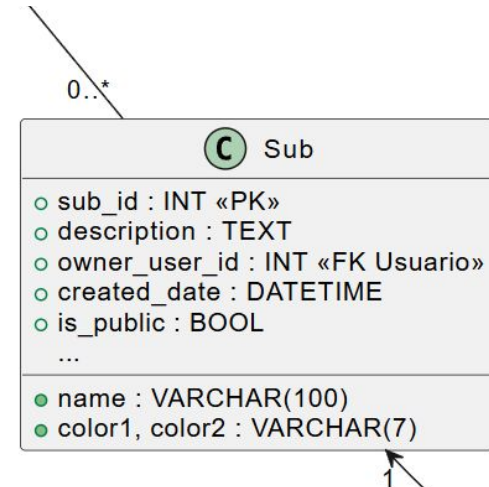 0..*
C Sub
sub_id : INT «PK»
description : TEXT
owner_user_id : INT «FK Usuario»
created_date : DATETIME
is_public : BOOL
...
name : VARCHAR(100)
color1, color2 : VARCHAR(7)
1